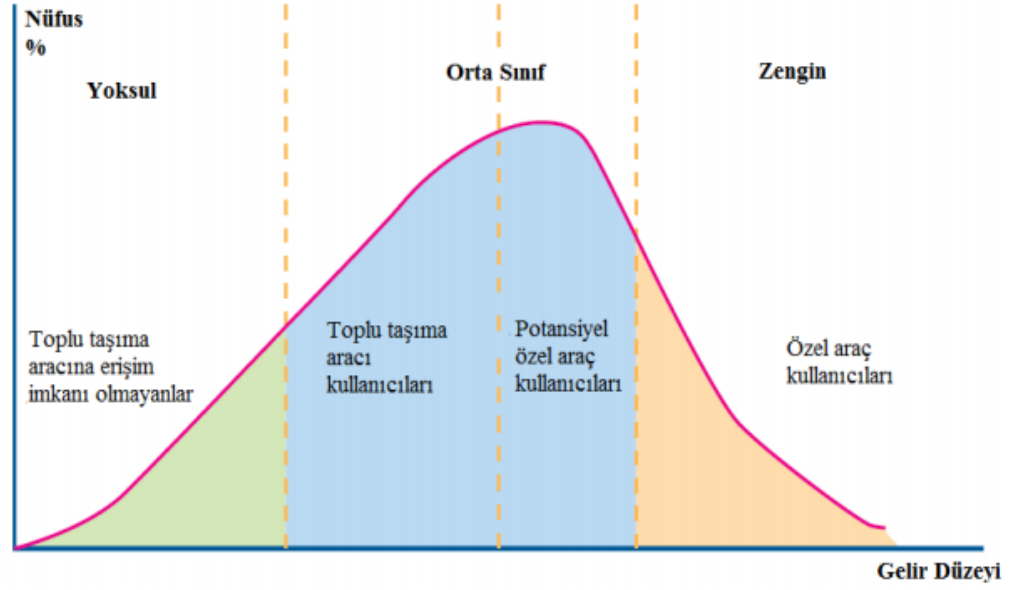 Nüfus
%
Yoksul
Orta Sınıf
Zengin
Toplu taşıma
aracına erişim
imkanı olmayanlar
Toplu taşıma
aracı
kullanıcıları
Potansiyel
özel araç
kullanıcıları
Özel araç
kullanıcıları
Gelir Düzeyi